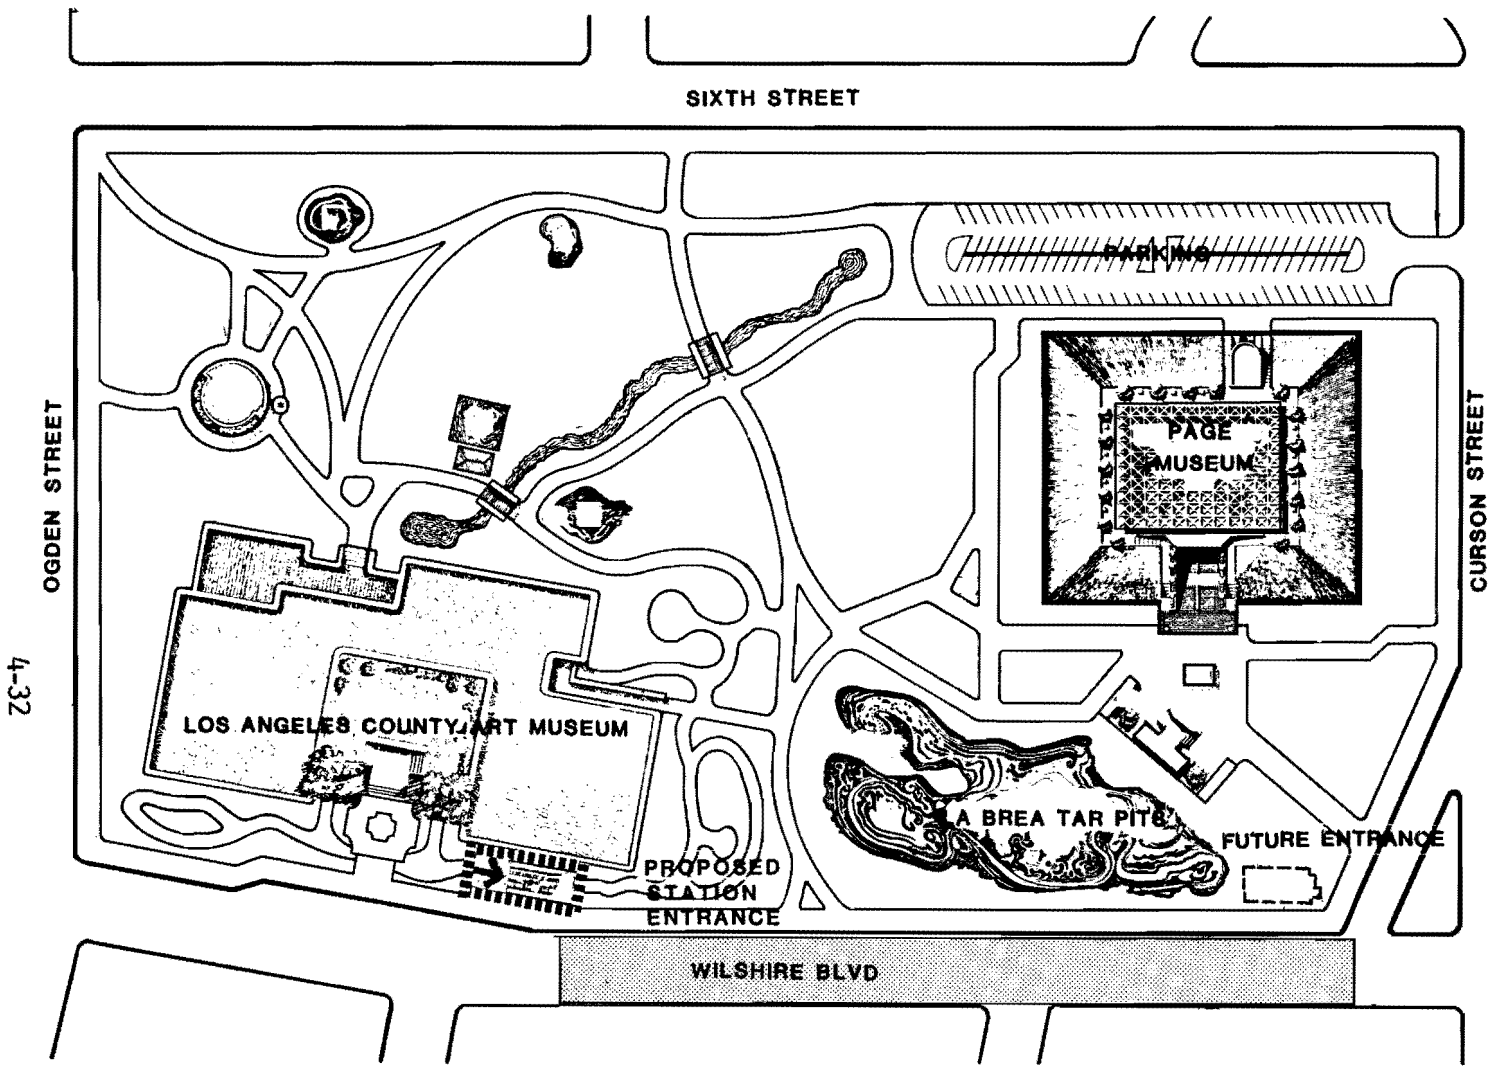 SIXTH STREET
PARKING
OGDEN STREET
PAGE
MUSEUM
CURSON STREET
4-32
LOS ANGELES COUNTY ART MUSEUM
A BREA TAR PITS
FUTURE ENTRANCE
PROPOSED
STATION
ENTRANCE
WILSHIRE BLVD